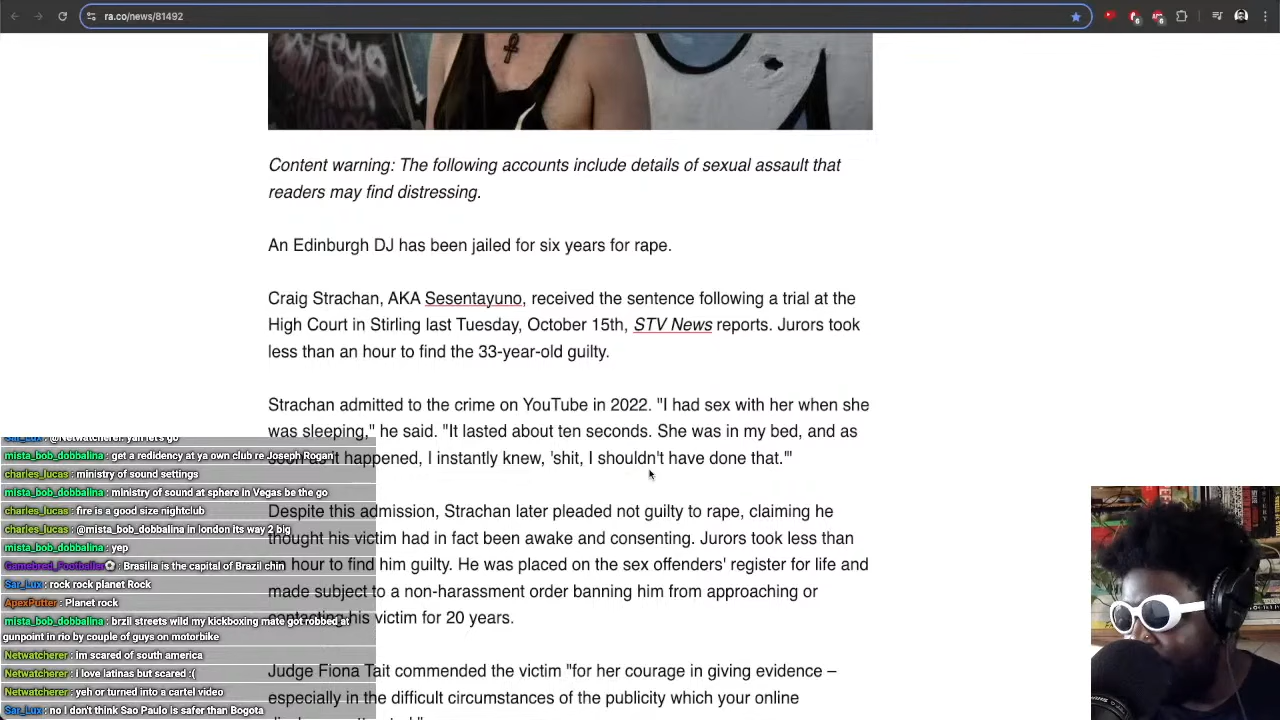 ra.co/news/81492
Content warning: The following accounts include details of sexual assault that
readers may find distressing.
An Edinburgh DJ has been jailed for six years for rape.
Craig Strachan, AKA Sesentayuno, received the sentence following a trial at the
High Court in Stirling last Tuesday, October 15th, STV News reports. Jurors took
less than an hour to find the 33-year-old guilty.
Strachan admitted to the crime on YouTube in 2022. "I had sex with her when she
was sleeping," he said. "It lasted about ten seconds. She was in my bed, and as
soon as it happened, I instantly knew, 'shit, I shouldn't have done that.'"
Despite this admission, Strachan later pleaded not guilty to rape, claiming he
thought his victim had in fact been awake and consenting. Jurors took less than
hour to find him guilty. He was placed on the sex offenders' register for life and
made subject to a non-harassment order banning him from approaching or
contacting his victim for 20 years.
Judge Fiona Tait commended the victim "for her courage in giving evidence –
especially in the difficult circumstances of the publicity which your online
Sar_Lux : @Netwatcherer yah let's go
mista_bob_dobbalina : get a redidency at ya own club re Joseph Rogan
charles_lucas : ministry of sound settings
mista_bob_dobbalina : ministry of sound at sphere in Vegas be the go
charles_lucas : fire is a good size nightclub
charles_lucas : @mista_bob_dobbalina in london its way 2 big
mista_bob_dobbalina : yep
Gamebred_Footballer : Brasilia is the capital of Brazil chin
Sar_Lux : rock rock planet Rock
ApexPutter : Planet rock
mista_bob_dobbalina : brzil streets wild my kickboxing mate got robbed at
gunpoint in rio by couple of guys on motorbike
Netwatcherer : im scared of south america
Netwatcherer : i love latinas but scared :(
Netwatcherer : yeh or turned into a cartel video
Sar_Lux : no I don't think Sao Paulo is safer than Bogota